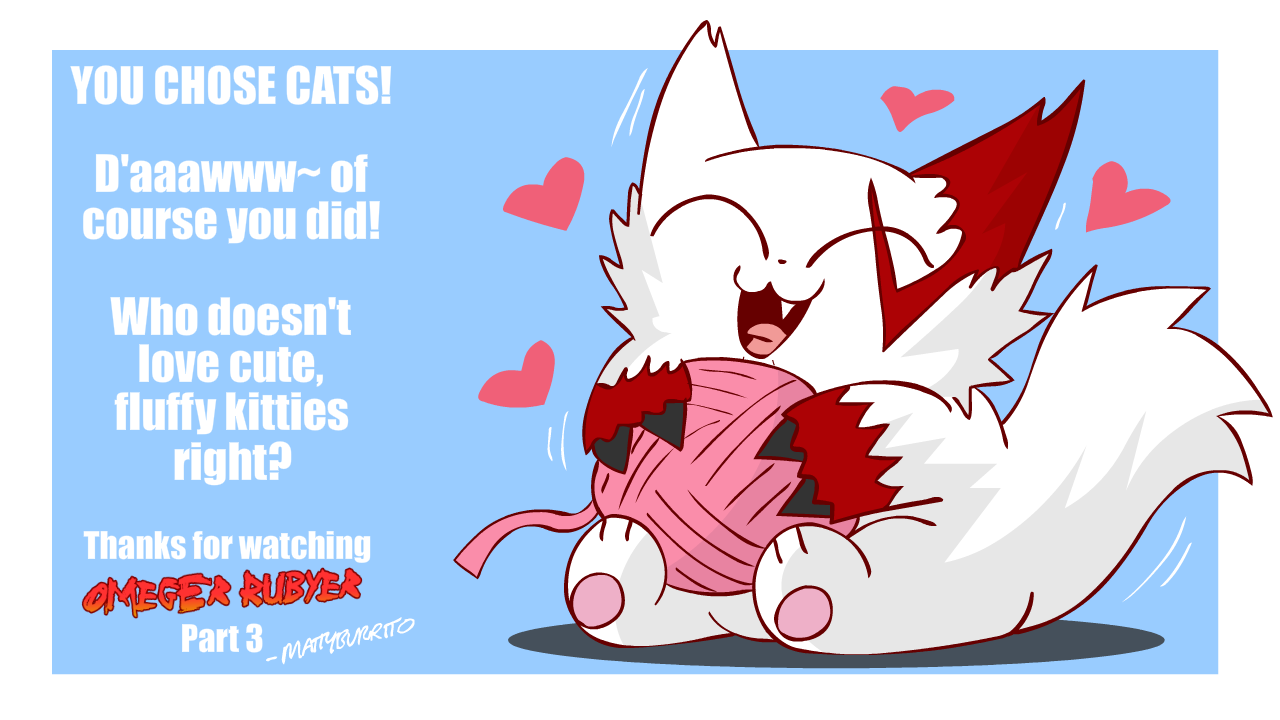 YOU CHOSE CATS!
D'aaawww~ of
course you did!
Who doesn't
love cute,
fluffy kitties
right?
Thanks for watching
OMEGER RUBYER
Part 3
- MATTYBURRITO